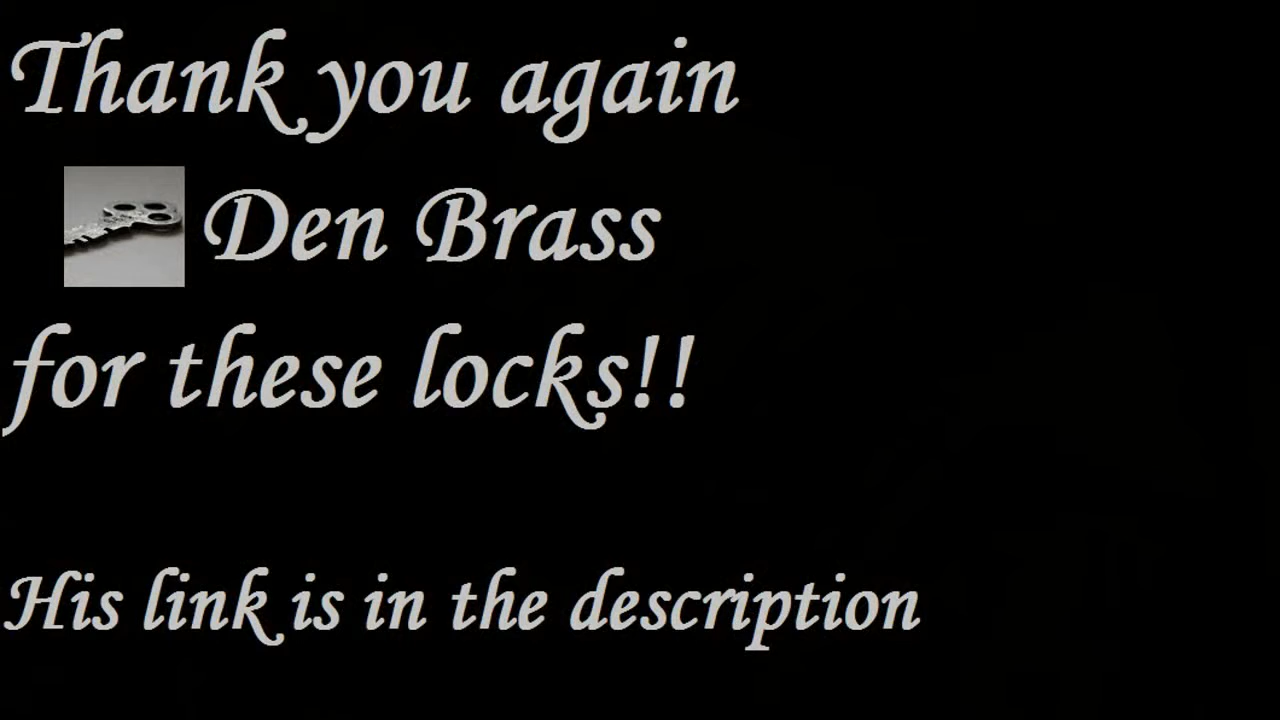 Thank you again
Den Brass
for these locks!!
His link is in the description